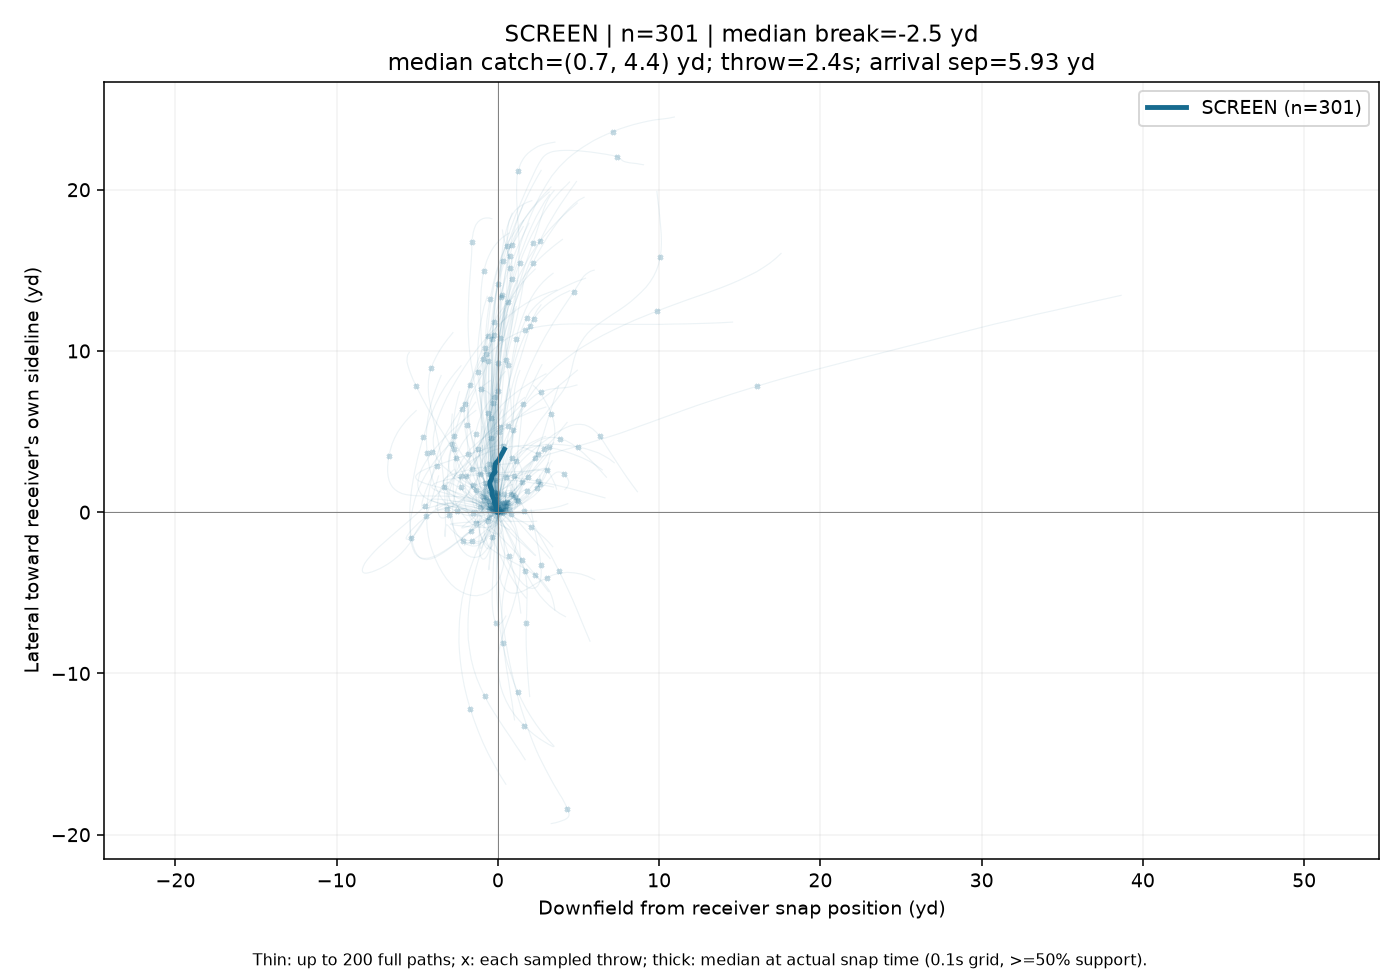 SCREEN | n=301 | median break=-2.5 yd
median catch=(0.7, 4.4) yd; throw=2.4s; arrival sep=5.93 yd
SCREEN (n=301)
Lateral toward receiver's own sideline (yd)
20
10
0
−10
−20
−20
−10
0
10
20
30
40
50
Downfield from receiver snap position (yd)
Thin: up to 200 full paths; x: each sampled throw; thick: median at actual snap time (0.1s grid, >=50% support).